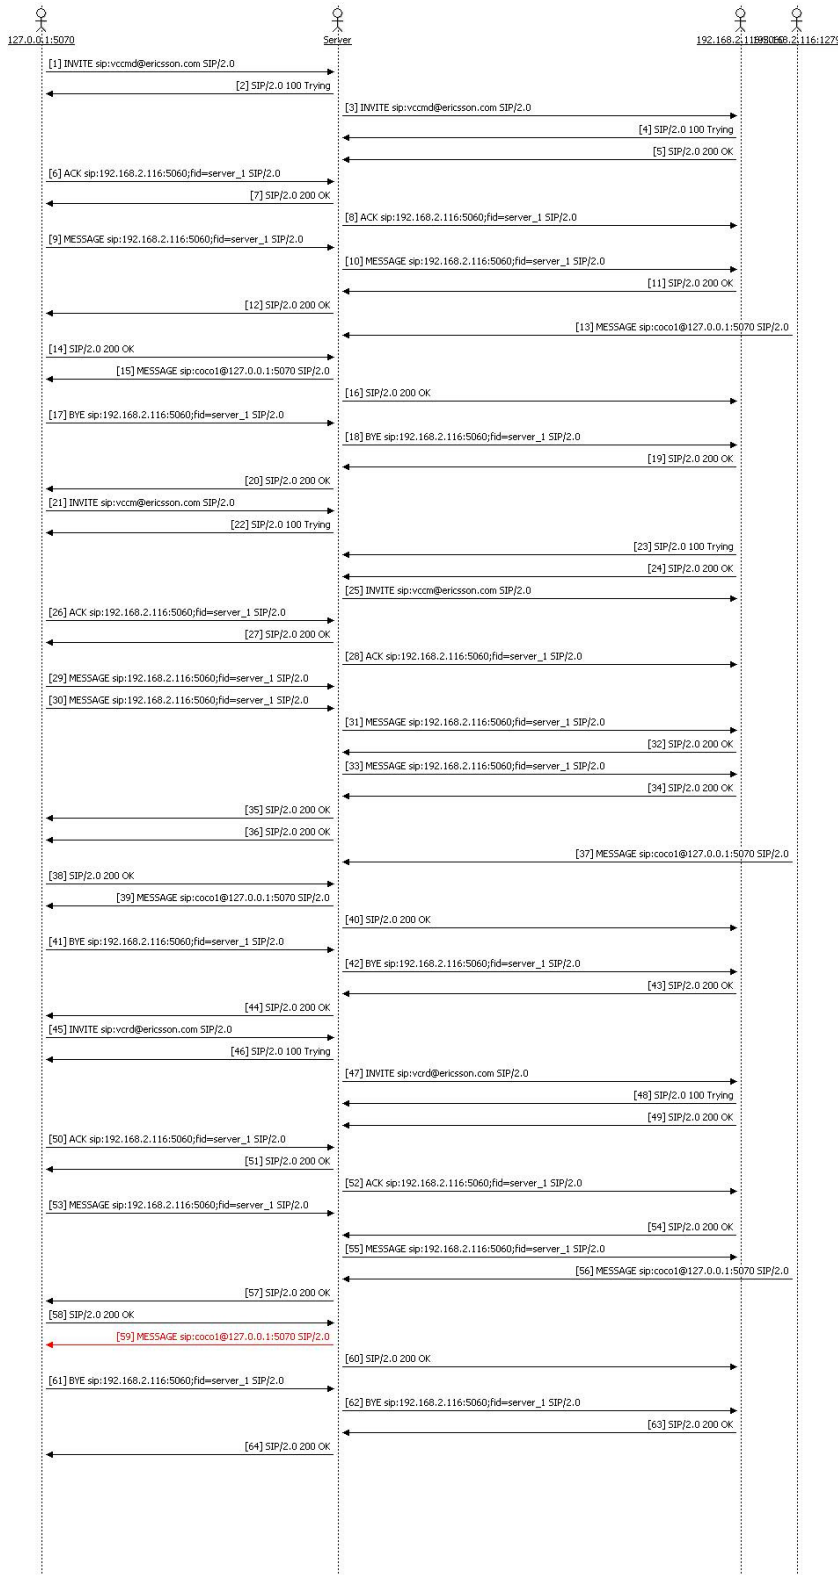 127.0.0.1:5070
Server
[1] INVITE sip:vccmd@ericsson.com SIP/2.0
[2] SIP/2.0 100 Trying
[3] INVITE sip:vccmd@ericsson.com SIP/2.0
[4] SIP/2.0 100 Trying
[5] SIP/2.0 200 OK
[6] ACK sip:192.168.2.116:5060;fid=server_1 SIP/2.0
[7] SIP/2.0 200 OK
[8] ACK sip:192.168.2.116:5060;fid=server_1 SIP/2.0
[9] MESSAGE sip:192.168.2.116:5060;fid=server_1 SIP/2.0
[10] MESSAGE sip:192.168.2.116:5060;fid=server_1 SIP/2.0
[11] SIP/2.0 200 OK
[12] SIP/2.0 200 OK
[13] MESSAGE sip:coco1@127.0.0.1:5070 SIP/2.0
[14] SIP/2.0 200 OK
[15] MESSAGE sip:coco1@127.0.0.1:5070 SIP/2.0
[16] SIP/2.0 200 OK
[17] BYE sip:192.168.2.116:5060;fid=server_1 SIP/2.0
[18] BYE sip:192.168.2.116:5060;fid=server_1 SIP/2.0
[19] SIP/2.0 200 OK
[20] SIP/2.0 200 OK
[21] INVITE sip:vccm@ericsson.com SIP/2.0
[22] SIP/2.0 100 Trying
[23] SIP/2.0 100 Trying
[24] SIP/2.0 200 OK
[25] INVITE sip:vccm@ericsson.com SIP/2.0
[26] ACK sip:192.168.2.116:5060;fid=server_1 SIP/2.0
[27] SIP/2.0 200 OK
[28] ACK sip:192.168.2.116:5060;fid=server_1 SIP/2.0
[29] MESSAGE sip:192.168.2.116:5060;fid=server_1 SIP/2.0
[30] MESSAGE sip:192.168.2.116:5060;fid=server_1 SIP/2.0
[31] MESSAGE sip:192.168.2.116:5060;fid=server_1 SIP/2.0
[32] SIP/2.0 200 OK
[33] MESSAGE sip:192.168.2.116:5060;fid=server_1 SIP/2.0
[34] SIP/2.0 200 OK
[35] SIP/2.0 200 OK
[36] SIP/2.0 200 OK
[37] MESSAGE sip:coco1@127.0.0.1:5070 SIP/2.0
[38] SIP/2.0 200 OK
[39] MESSAGE sip:coco1@127.0.0.1:5070 SIP/2.0
[40] SIP/2.0 200 OK
[41] BYE sip:192.168.2.116:5060;fid=server_1 SIP/2.0
[42] BYE sip:192.168.2.116:5060;fid=server_1 SIP/2.0
[43] SIP/2.0 200 OK
[44] SIP/2.0 200 OK
[45] INVITE sip:vcrd@ericsson.com SIP/2.0
[46] SIP/2.0 100 Trying
[47] INVITE sip:vcrd@ericsson.com SIP/2.0
[48] SIP/2.0 100 Trying
[49] SIP/2.0 200 OK
[50] ACK sip:192.168.2.116:5060;fid=server_1 SIP/2.0
[51] SIP/2.0 200 OK
[52] ACK sip:192.168.2.116:5060;fid=server_1 SIP/2.0
[53] MESSAGE sip:192.168.2.116:5060;fid=server_1 SIP/2.0
[54] SIP/2.0 200 OK
[55] MESSAGE sip:192.168.2.116:5060;fid=server_1 SIP/2.0
[56] MESSAGE sip:coco1@127.0.0.1:5070 SIP/2.0
[57] SIP/2.0 200 OK
[58] SIP/2.0 200 OK
[59] MESSAGE sip:coco1@127.0.0.1:5070 SIP/2.0
[60] SIP/2.0 200 OK
[61] BYE sip:192.168.2.116:5060;fid=server_1 SIP/2.0
[62] BYE sip:192.168.2.116:5060;fid=server_1 SIP/2.0
[63] SIP/2.0 200 OK
[64] SIP/2.0 200 OK